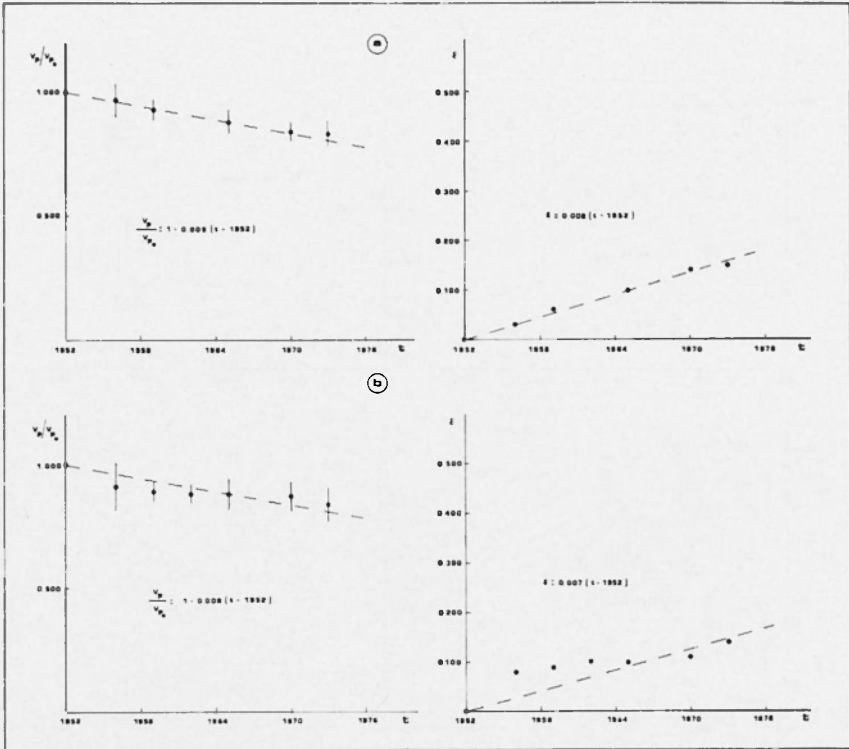 a
Vp/Vp₀
1.000
0.500
Vp/Vp₀ = 1 - 0.009 (t - 1952)
1952 1958 1964 1970 1976 t
ε
0.500
0.400
0.300
0.200
0.100
ε = 0.008 (t - 1952)
1952 1958 1964 1970 1976 t
b
Vp/Vp₀
1.000
0.500
Vp/Vp₀ = 1 - 0.008 (t - 1952)
1952 1958 1964 1970 1976 t
ε
0.500
0.400
0.300
0.200
0.100
ε = 0.007 (t - 1952)
1952 1958 1964 1970 1976 t